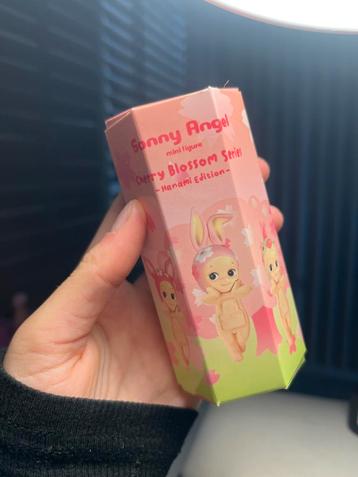 Sonny Angel
mini figure
Cherry Blossom Series
- Hanami Edition -